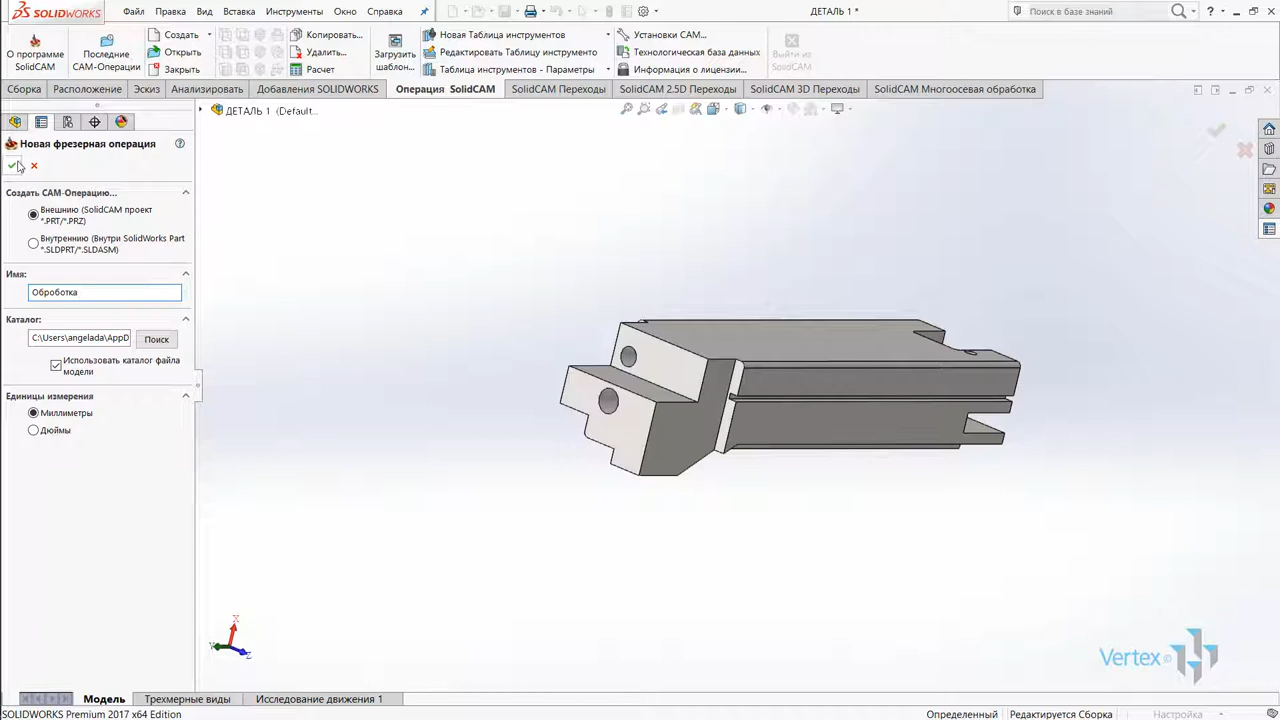 SOLIDWORKS
Файл Правка Вид Вставка Инструменты Окно Справка
ДЕТАЛЬ 1 *
Поиск в базе знаний
О программе SolidCAM
Последние CAM-Операции
Создать
Открыть
Закрыть
Копировать...
Удалить...
Расчет
Загрузить шаблон...
Новая Таблица инструментов
Редактировать Таблицу инструменто
Таблица инструментов - Параметры
Установки CAM...
Технологическая база данных
Информация о лицензии...
Выйти из SolidCAM
Сборка Расположение Эскиз Анализировать Добавления SOLIDWORKS Операция SolidCAM SolidCAM Переходы SolidCAM 2.5D Переходы SolidCAM 3D Переходы SolidCAM Многоосевая обработка
ДЕТАЛЬ 1 (Default...
Новая фрезерная операция
Создать CAM-Операцию...
Внешнию (SolidCAM проект
*.PRT/*.PRZ)
Внутреннию (Внутри SolidWorks Part
*.SLDPRT/*.SLDASM)
Имя:
Оброботка
Каталог:
C:\Users\angelada\AppD Поиск
Использовать каталог файла
модели
Единицы измерения
Миллиметры
Дюймы
X
Y
Z
Vertex©
Модель Трехмерные виды Исследование движения 1
SOLIDWORKS Premium 2017 x64 Edition
Определенный Редактируется Сборка Настройка